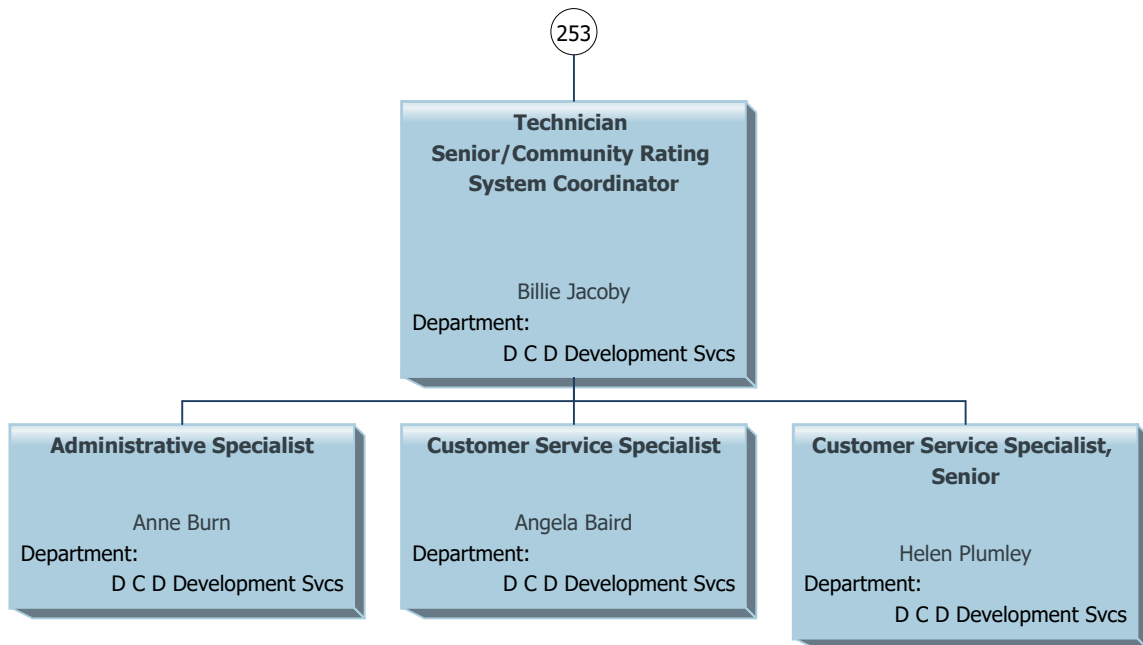 253
Technician
Senior/Community Rating
System Coordinator
Billie Jacoby
Department:
D C D Development Svcs
Administrative Specialist
Anne Burn
Department:
D C D Development Svcs
Customer Service Specialist
Angela Baird
Department:
D C D Development Svcs
Customer Service Specialist,
Senior
Helen Plumley
Department:
D C D Development Svcs